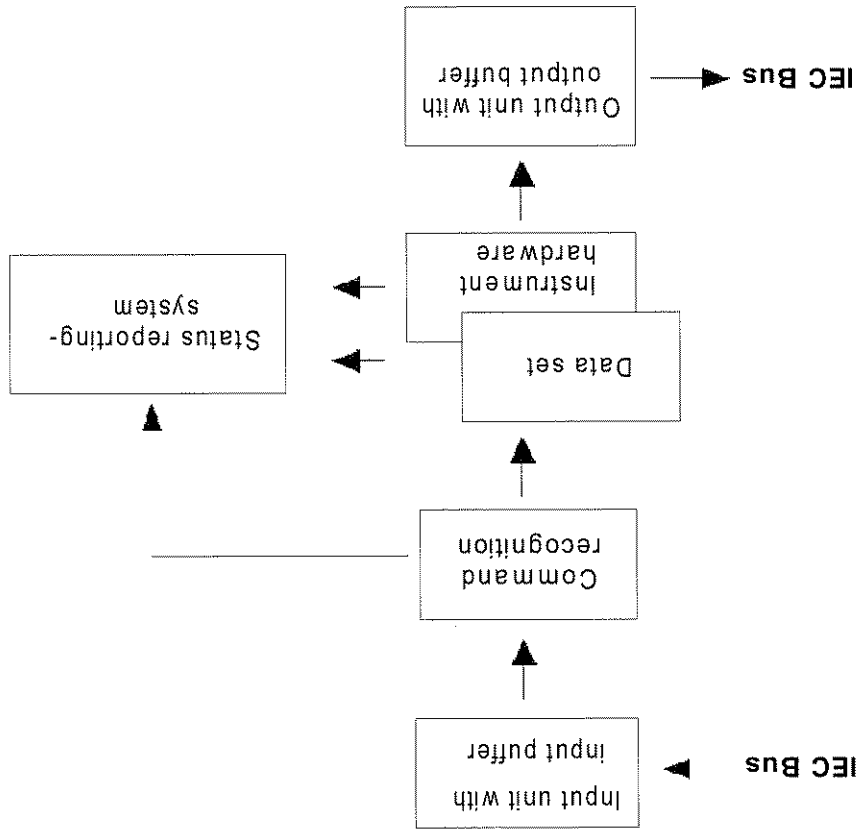 IEC Bus
Input unit with
input puffer
Command
recognition
Data set
Instrument
hardware
Status reporting-
system
IEC Bus
Output unit with
output buffer